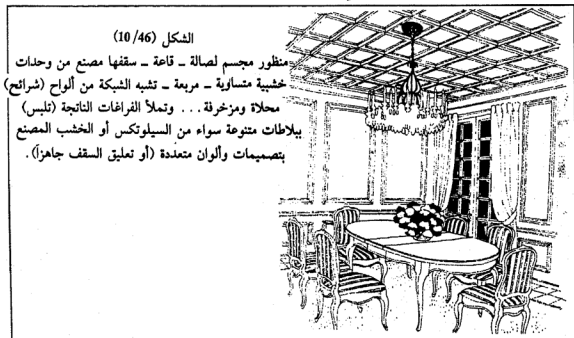 الشكل (10/46)
منظور مجسم لصالة ـ قاعة ـ سقفها مصنع من وحدات
خشبية متساوية ـ مربعة ـ تشبه الشبكة من ألواح (شرائح)
محلاة ومزخرفة... وتملأ الفراغات الناتجة (تلبس)
ببلاطات متنوعة سواء من السيلوتكس أو الخشب المصنع
بتصميمات وألوان متعددة (أو تعليق السقف جاهزاً).